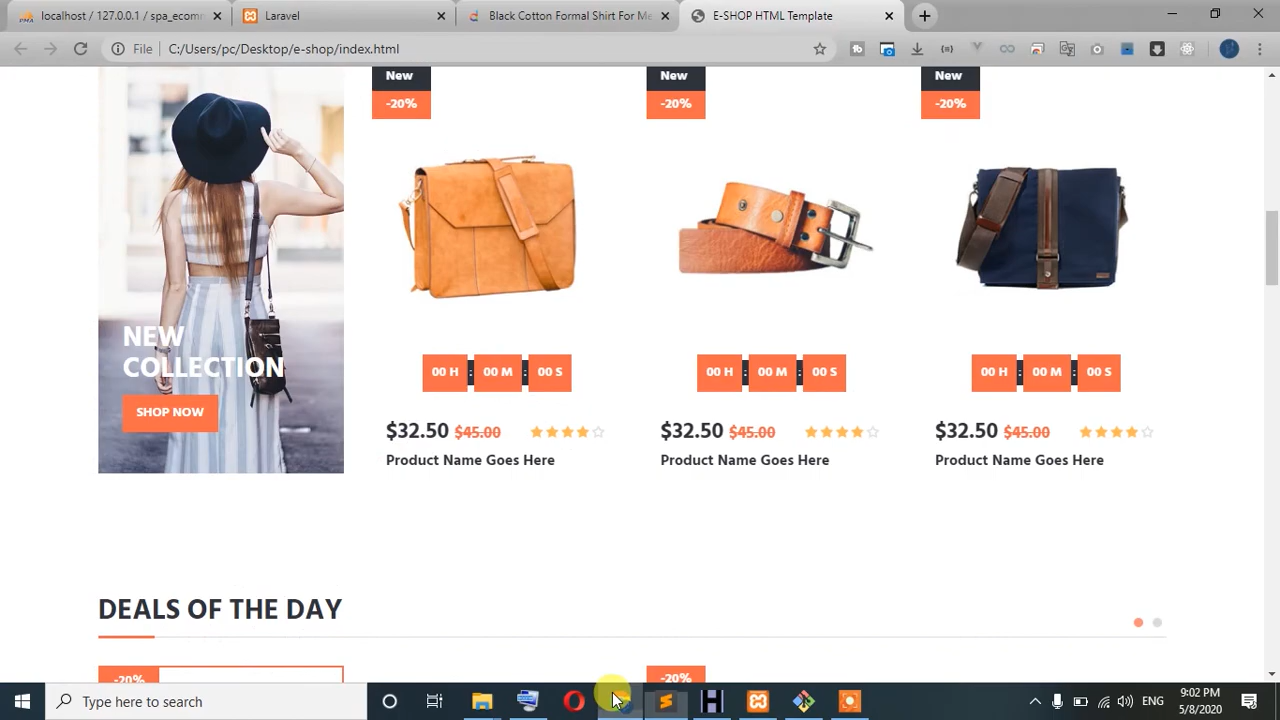 localhost / 127.0.0.1 / spa_ecomm
Laravel
Black Cotton Formal Shirt For Me
E-SHOP HTML Template
File
C:/Users/pc/Desktop/e-shop/index.html
New
-20%
New
-20%
New
-20%
NEW
COLLECTION
SHOP NOW
00 H : 00 M : 00 S
00 H : 00 M : 00 S
00 H : 00 M : 00 S
$32.50 $45.00
$32.50 $45.00
$32.50 $45.00
Product Name Goes Here
Product Name Goes Here
Product Name Goes Here
DEALS OF THE DAY
-20%
-20%
Type here to search
ENG
9:02 PM
5/8/2020